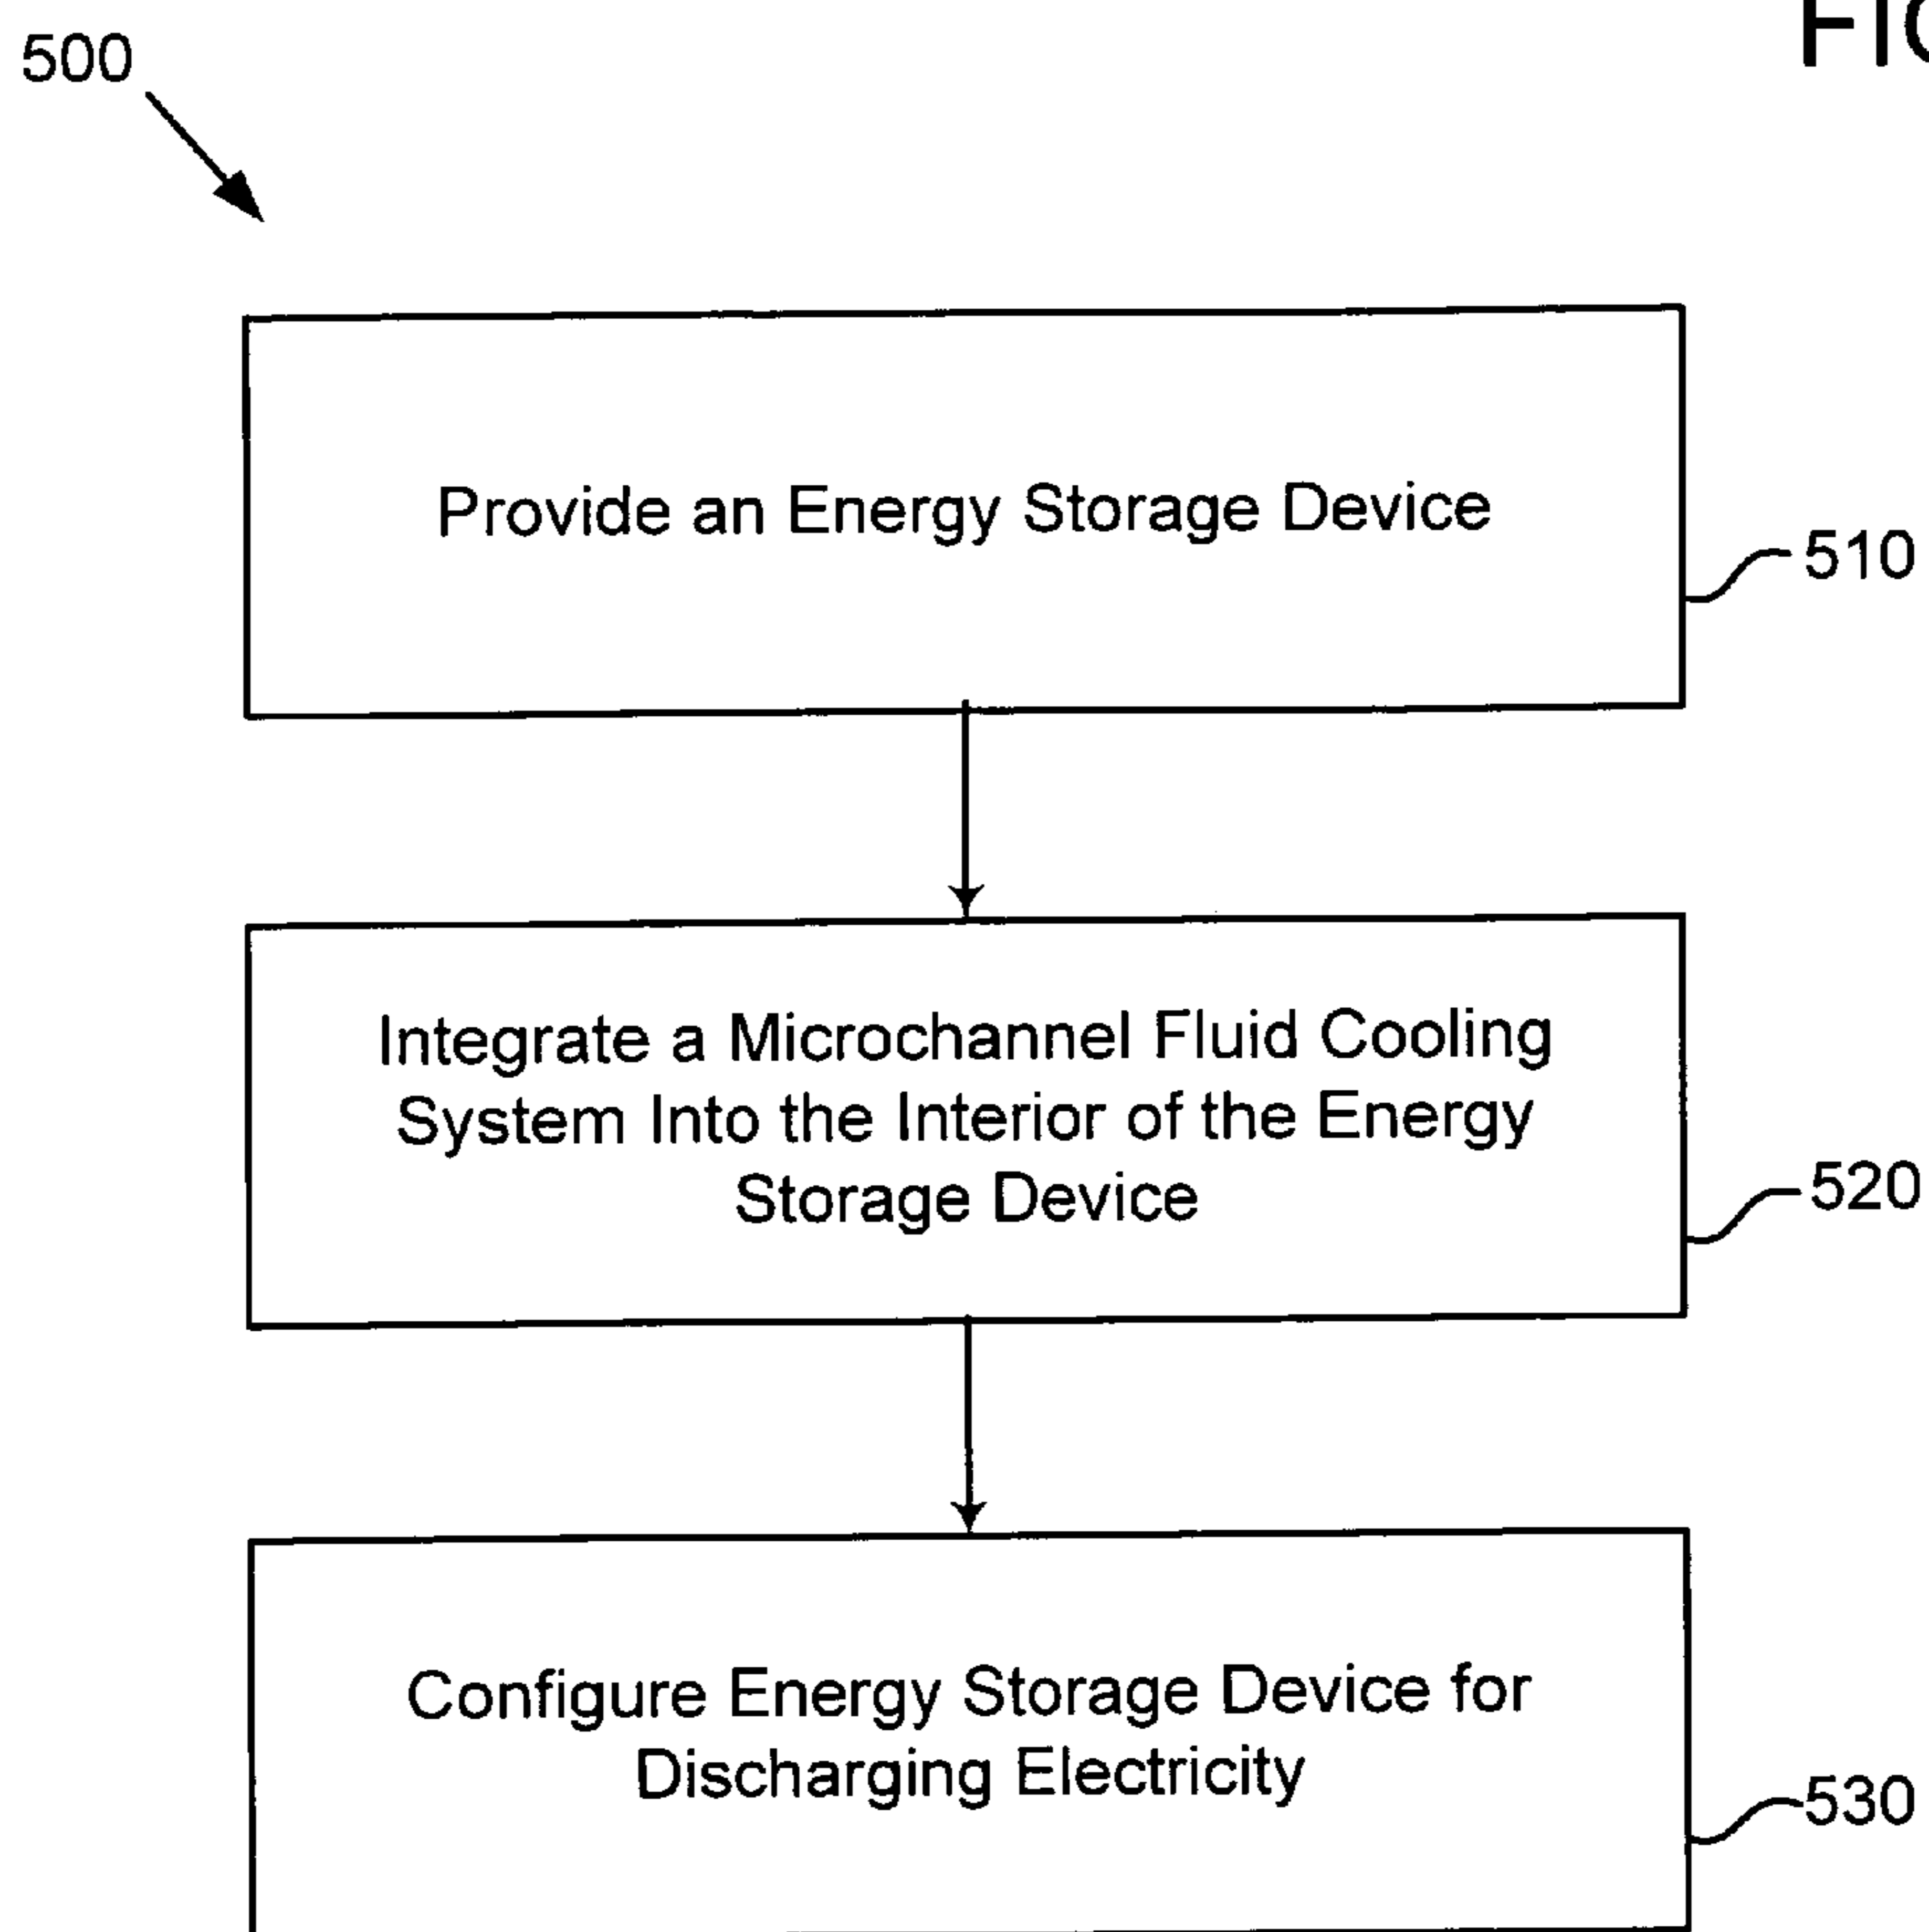 500
Provide an Energy Storage Device
510
Integrate a Microchannel Fluid Cooling
System Into the Interior of the Energy
Storage Device
520
Configure Energy Storage Device for
Discharging Electricity
530